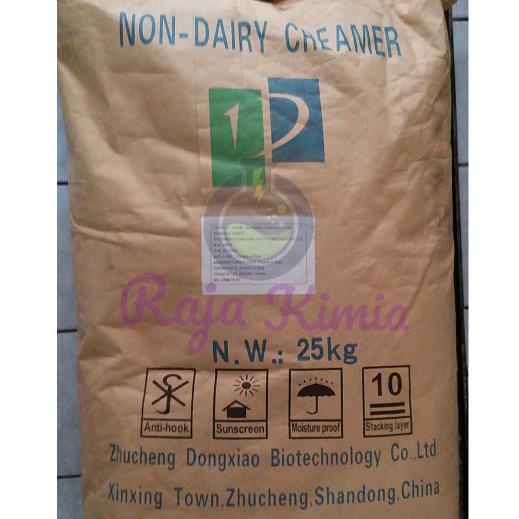 NON-DAIRY CREAMER
Raja Kimia
N.W.: 25kg
Anti-hook
Sunscreen
Moisture proof
10
Stacking layer
Zhucheng Dongxiao Biotechnology Co.,Ltd.
Xinxing Town,Zhucheng,Shandong,China